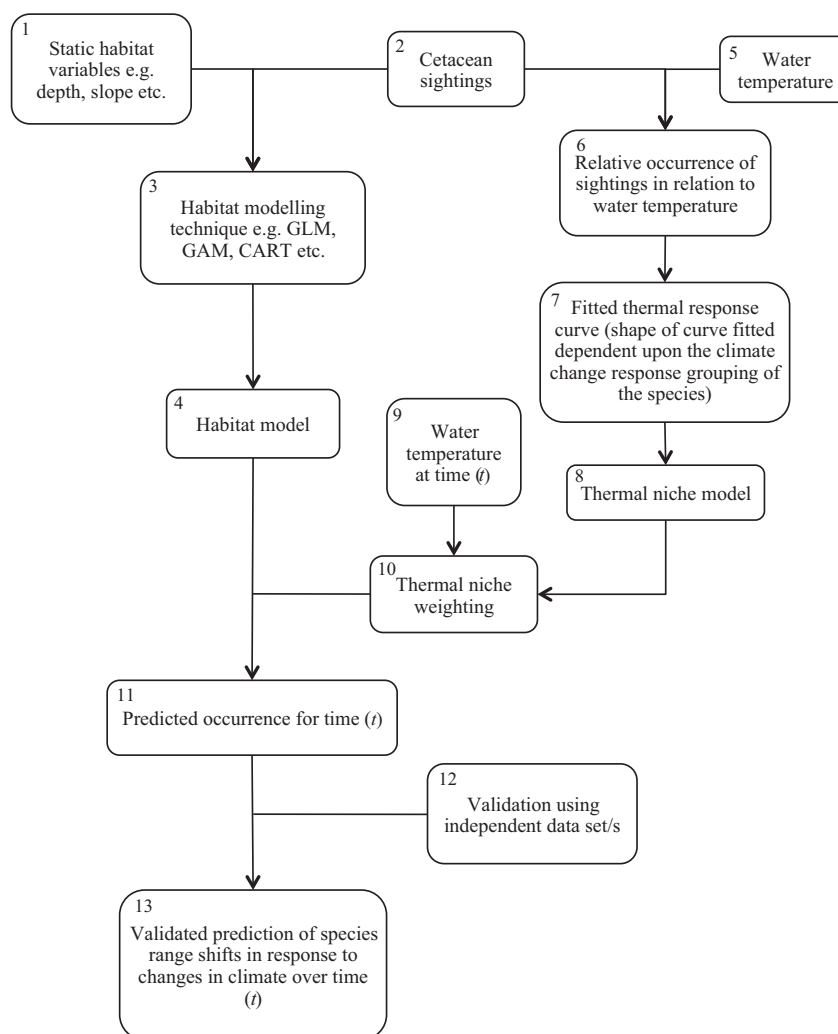 1
Static habitat
variables e.g.
depth, slope etc.
2
Cetacean
sightings
5
Water
temperature
6
Relative occurrence of
sightings in relation to
water temperature
3
Habitat modelling
technique e.g. GLM,
GAM, CART etc.
7
Fitted thermal response
curve (shape of curve fitted
dependent upon the climate
change response grouping of
the species)
4
Habitat model
9
Water
temperature
at time (t)
8
Thermal niche model
10
Thermal niche
weighting
11
Predicted occurrence for time (t)
12
Validation using
independent data set/s
13
Validated prediction of species
range shifts in response to
changes in climate over time
(t)